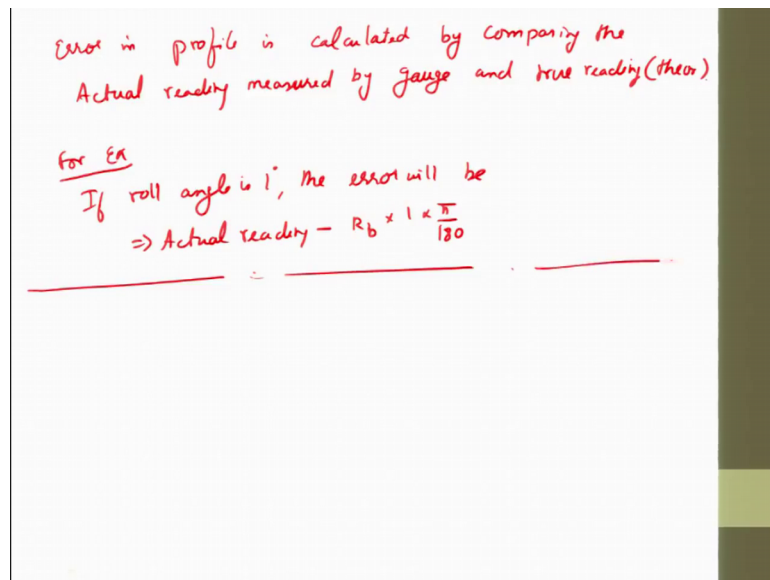 Error in profile is calculated by comparing the
Actual reading measured by gauge and true reading (theor)
For Ex
If roll angle is 1°, the error will be
⇒ Actual reading - Rb × 1 × π/180